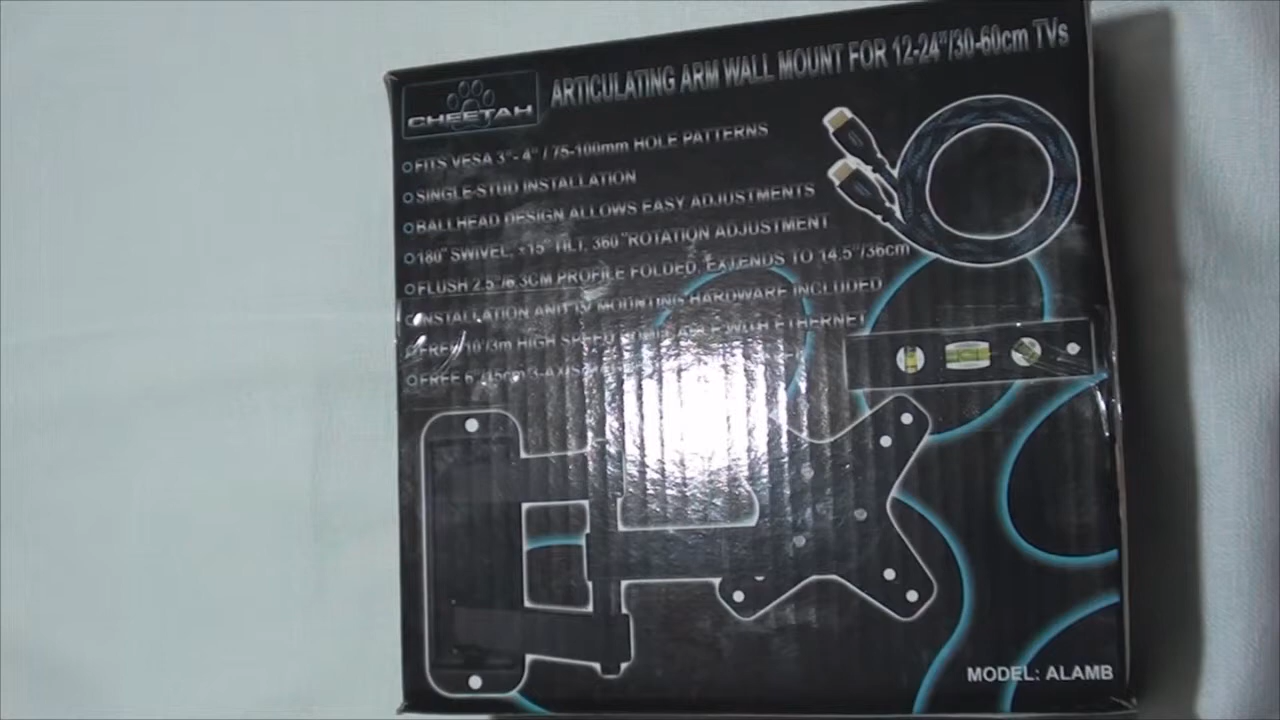 CHEETAH
ARTICULATING ARM WALL MOUNT FOR 12-24"/30-60cm TVs
FITS VESA 3"- 4" / 75-100mm HOLE PATTERNS
SINGLE-STUD INSTALLATION
BALLHEAD DESIGN ALLOWS EASY ADJUSTMENTS
180° SWIVEL, ±15° TILT, 360 °ROTATION ADJUSTMENT
FLUSH 2.5"/6.3CM PROFILE FOLDED, EXTENDS TO 14.5"/36cm
INSTALLATION AND TV MOUNTING HARDWARE INCLUDED
FREE 10'/3m HIGH SPEED HDMI CABLE WITH ETHERNET
FREE 6"/15cm 3-AXIS
MODEL: ALAMB